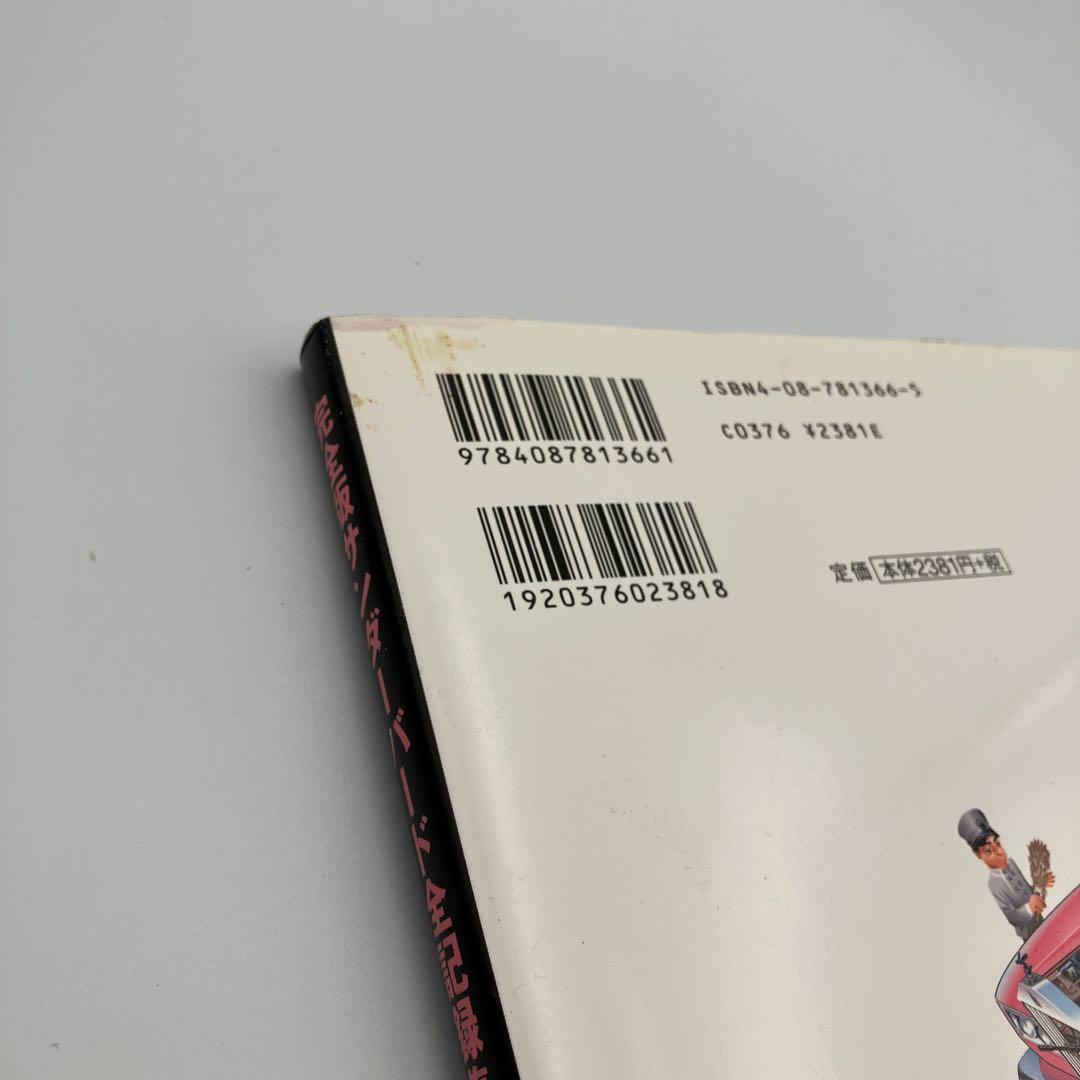 完全版サンダーバード全記録集
ISBN4-08-781366-5
C0376 ¥2381E
9784087813661
1920376023818
定価 本体2381円+税